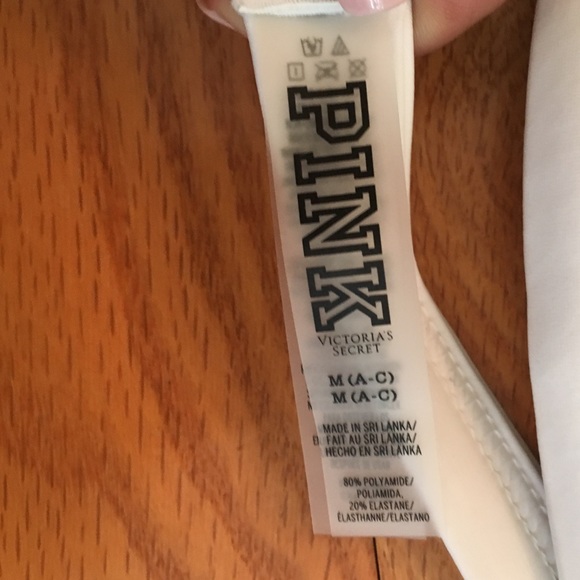 PINK
VICTORIA'S
SECRET
M (A-C)
M (A-C)
MADE IN SRI LANKA/
FAIT AU SRI LANKA/
HECHO EN SRI LANKA
80% POLYAMIDE/
POLIAMIDA,
20% ELASTANE/
ÉLASTHANNE/ELASTANO